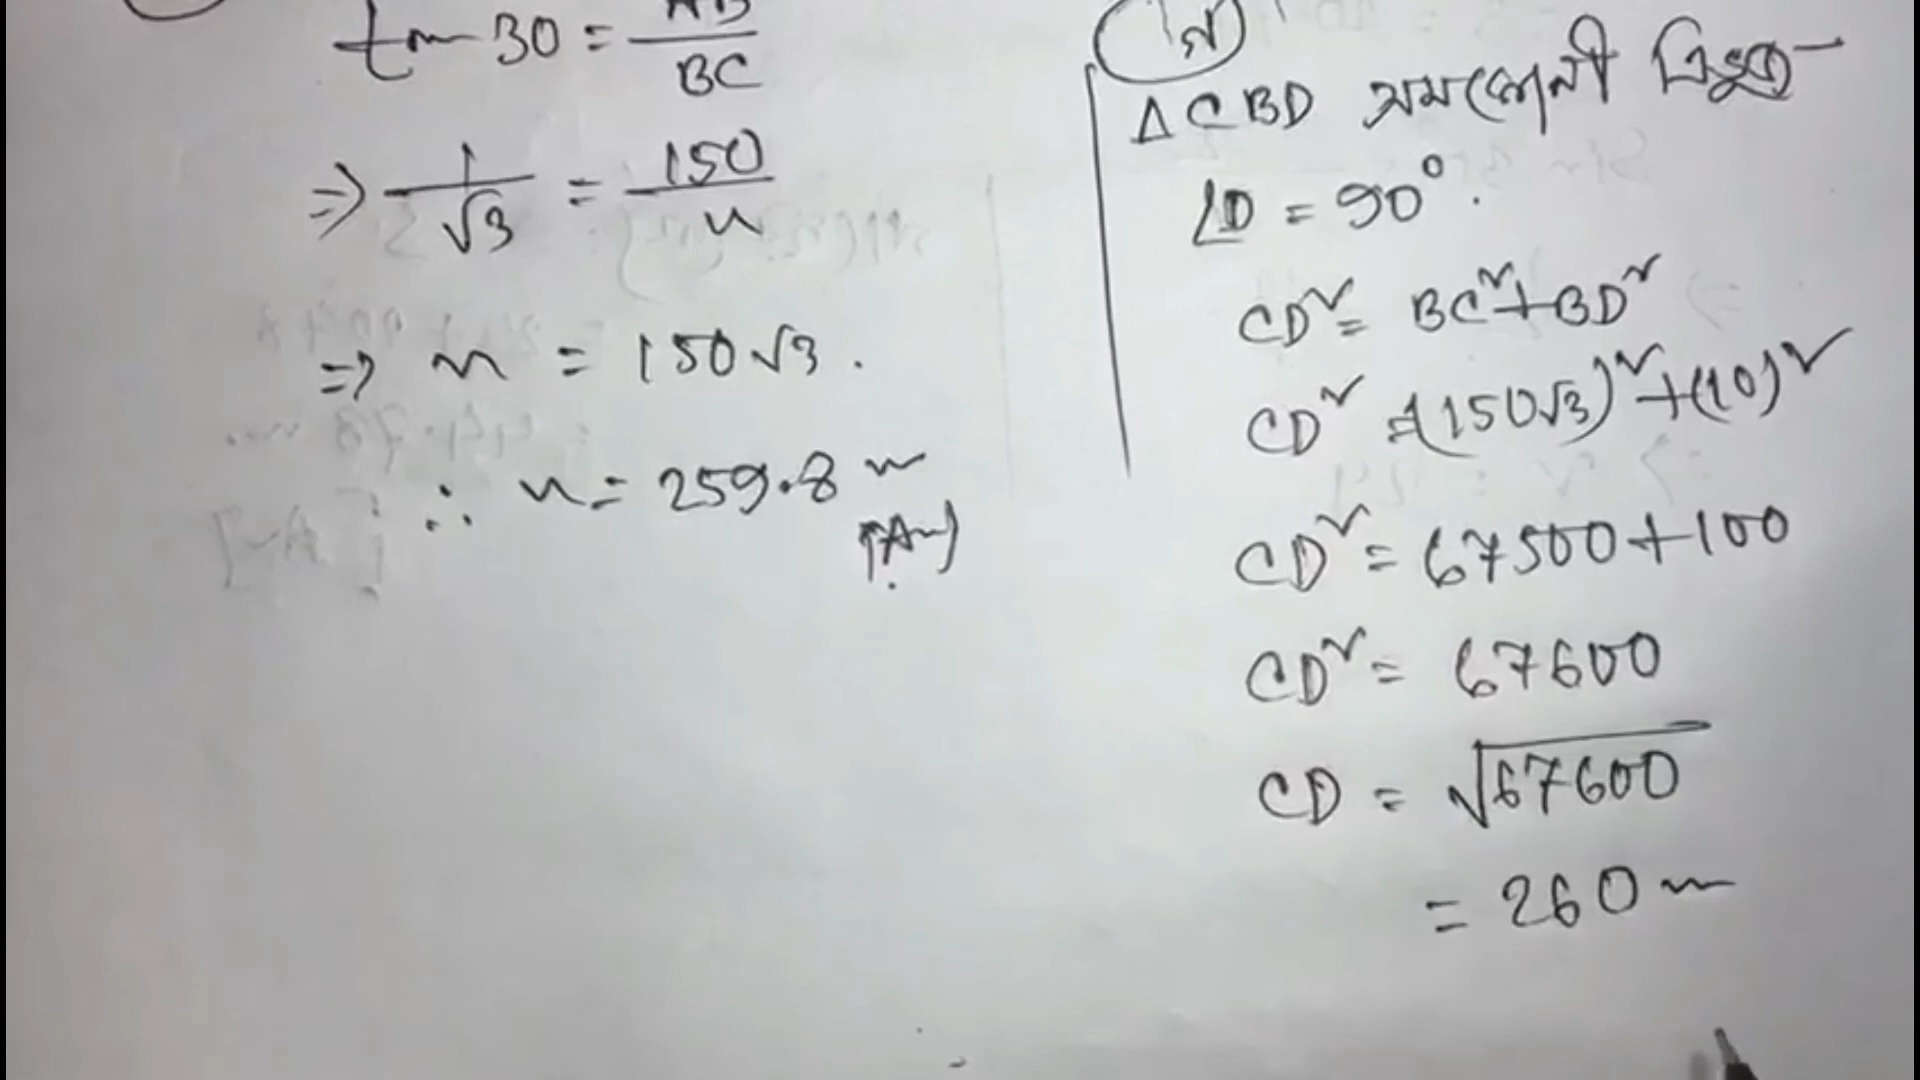 tan 30 = AB/BC
⇒ 1/√3 = 150/x
⇒ x = 150√3.
∴ x = 259.8 m
(Ans)
গ
Δ CBD সমকোণী ত্রিভুজ-
∠D = 90°.
CD² = BC² + BD²
CD² = (150√3)² + (10)²
CD² = 67500 + 100
CD² = 67600
CD = √67600
= 260 m